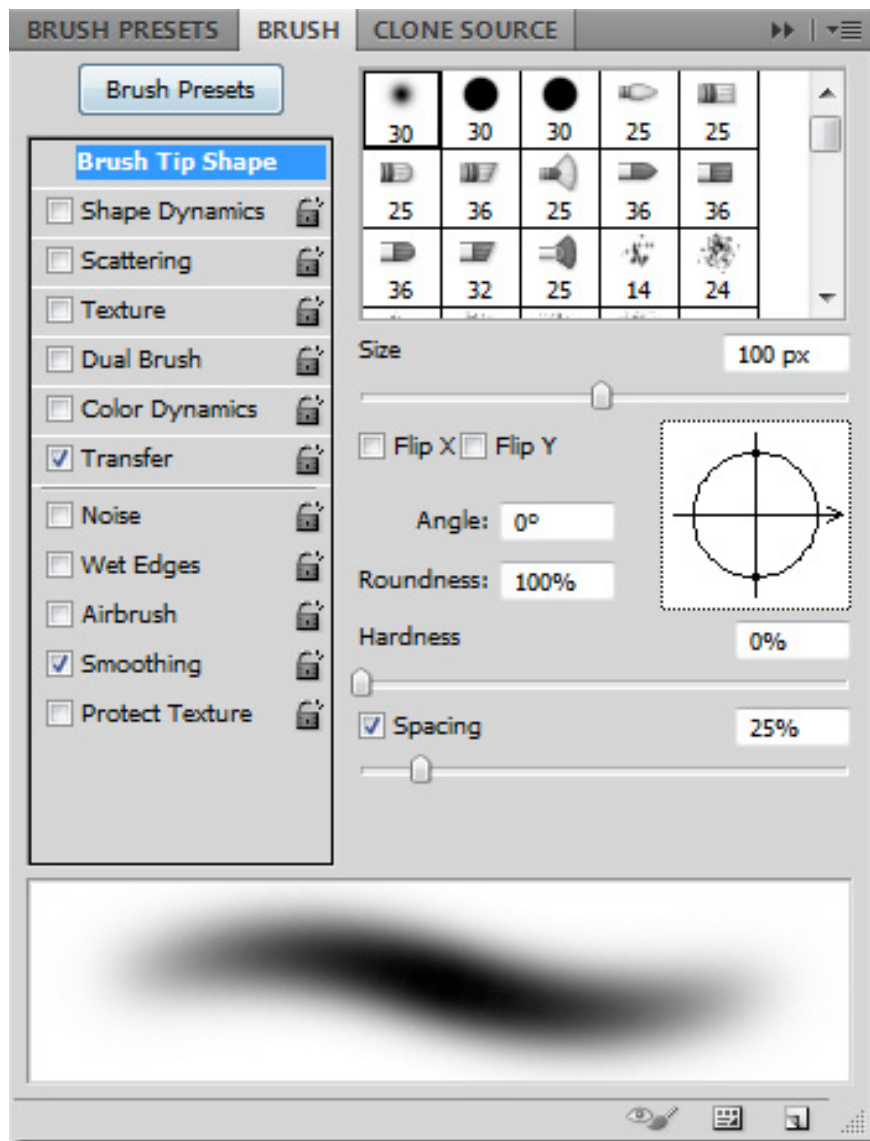 BRUSH PRESETS BRUSH CLONE SOURCE
Brush Presets
30 30 30 25 25
25 36 25 36 36
36 32 25 14 24
Brush Tip Shape
Shape Dynamics
Scattering
Texture
Dual Brush
Color Dynamics
Transfer
Noise
Wet Edges
Airbrush
Smoothing
Protect Texture
Size 100 px
Flip X Flip Y
Angle: 0º
Roundness: 100%
Hardness 0%
Spacing 25%